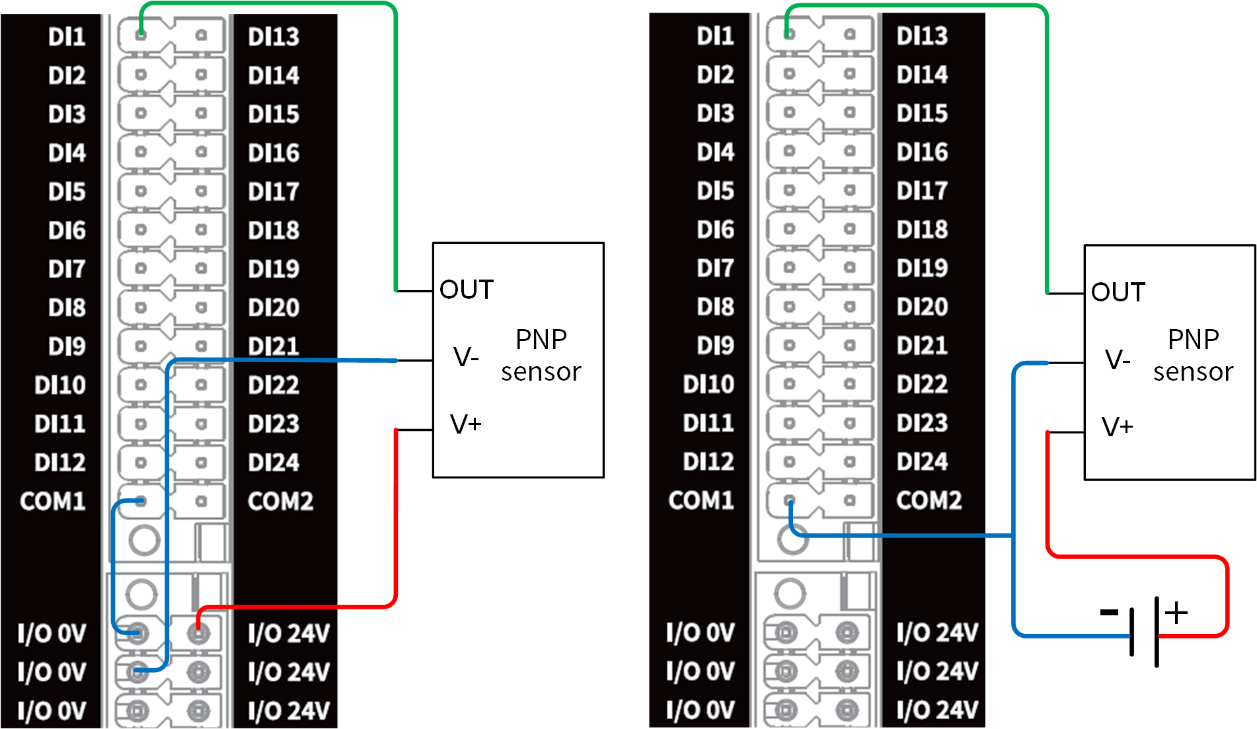 DI1 DI13
DI2 DI14
DI3 DI15
DI4 DI16
DI5 DI17
DI6 DI18
DI7 DI19
DI8 DI20
DI9 DI21
DI10 DI22
DI11 DI23
DI12 DI24
COM1 COM2
I/O 0V I/O 24V
I/O 0V I/O 24V
I/O 0V I/O 24V
OUT
V-
V+
PNP
sensor
DI1 DI13
DI2 DI14
DI3 DI15
DI4 DI16
DI5 DI17
DI6 DI18
DI7 DI19
DI8 DI20
DI9 DI21
DI10 DI22
DI11 DI23
DI12 DI24
COM1 COM2
I/O 0V I/O 24V
I/O 0V I/O 24V
I/O 0V I/O 24V
OUT
V-
V+
PNP
sensor
- +